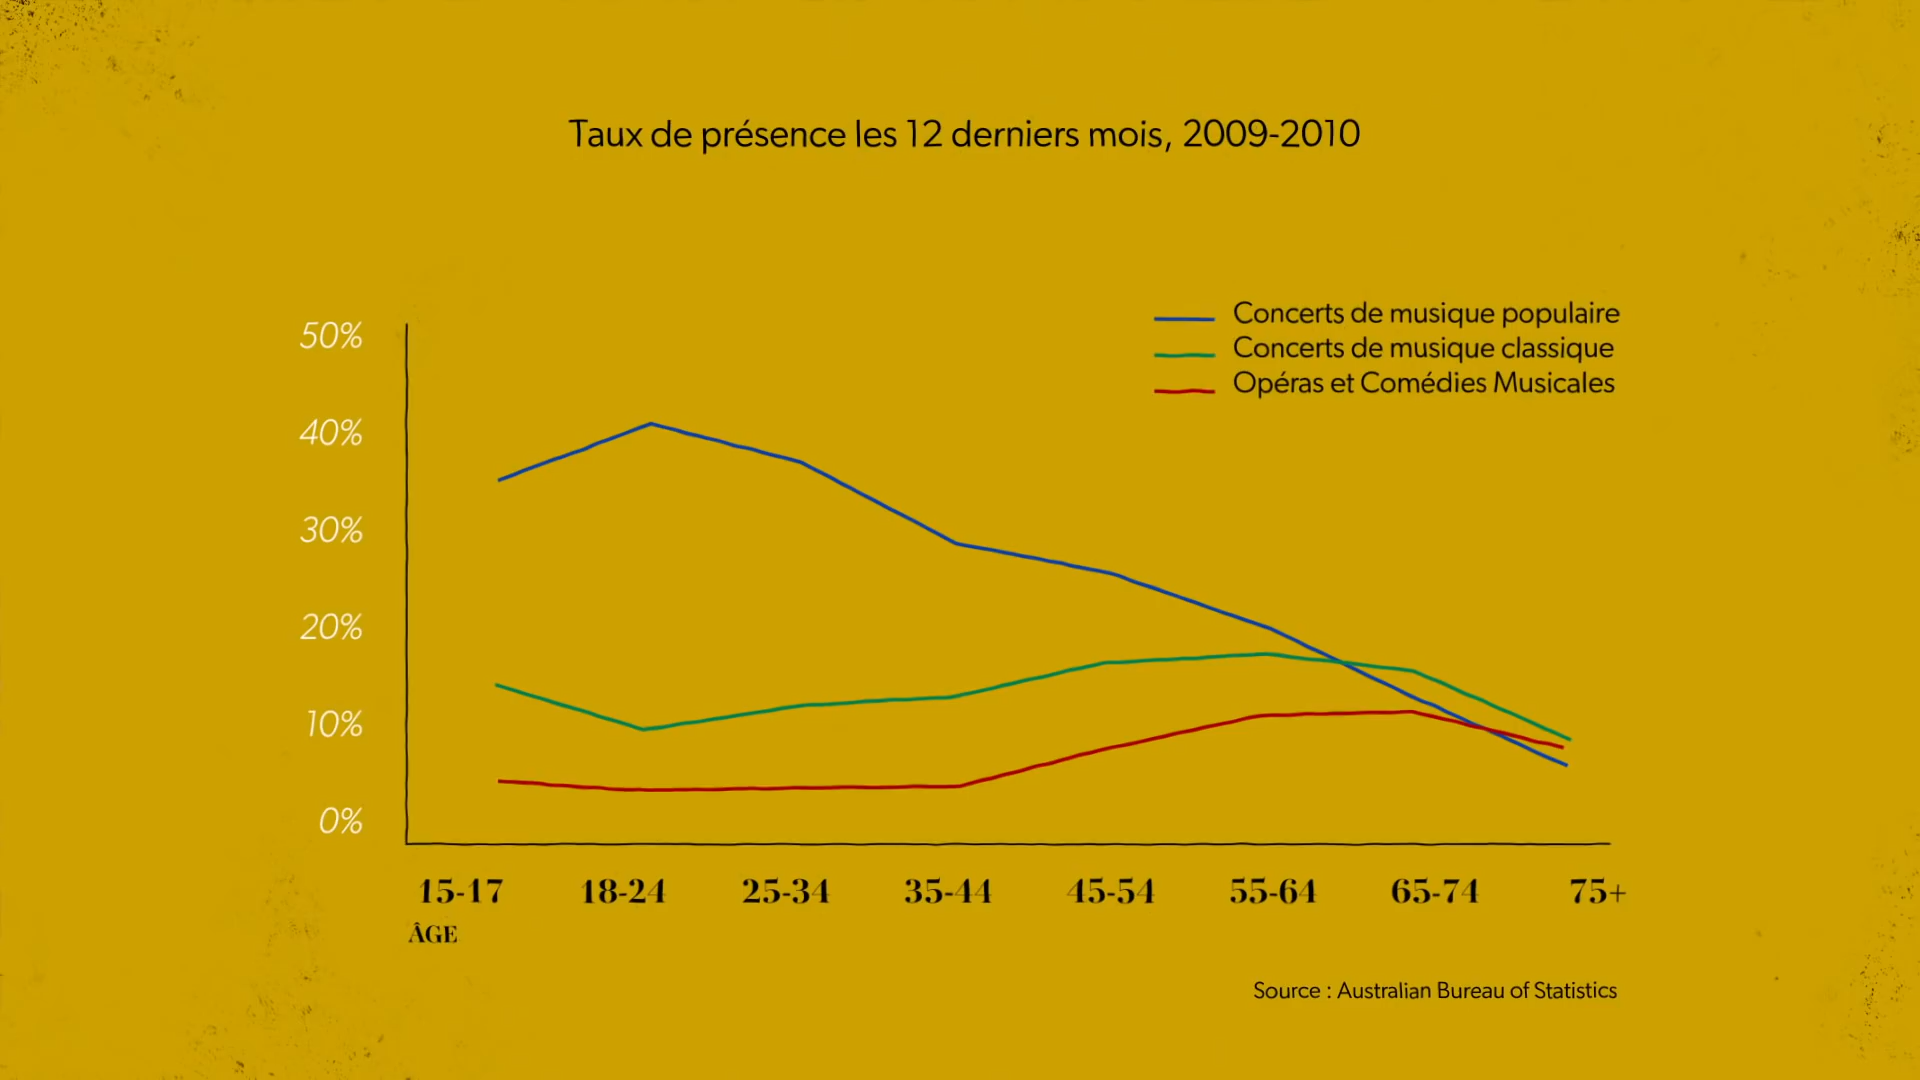 Taux de présence les 12 derniers mois, 2009-2010
Concerts de musique populaire
Concerts de musique classique
Opéras et Comédies Musicales
50%
40%
30%
20%
10%
0%
15-17 18-24 25-34 35-44 45-54 55-64 65-74 75+
ÂGE
Source : Australian Bureau of Statistics